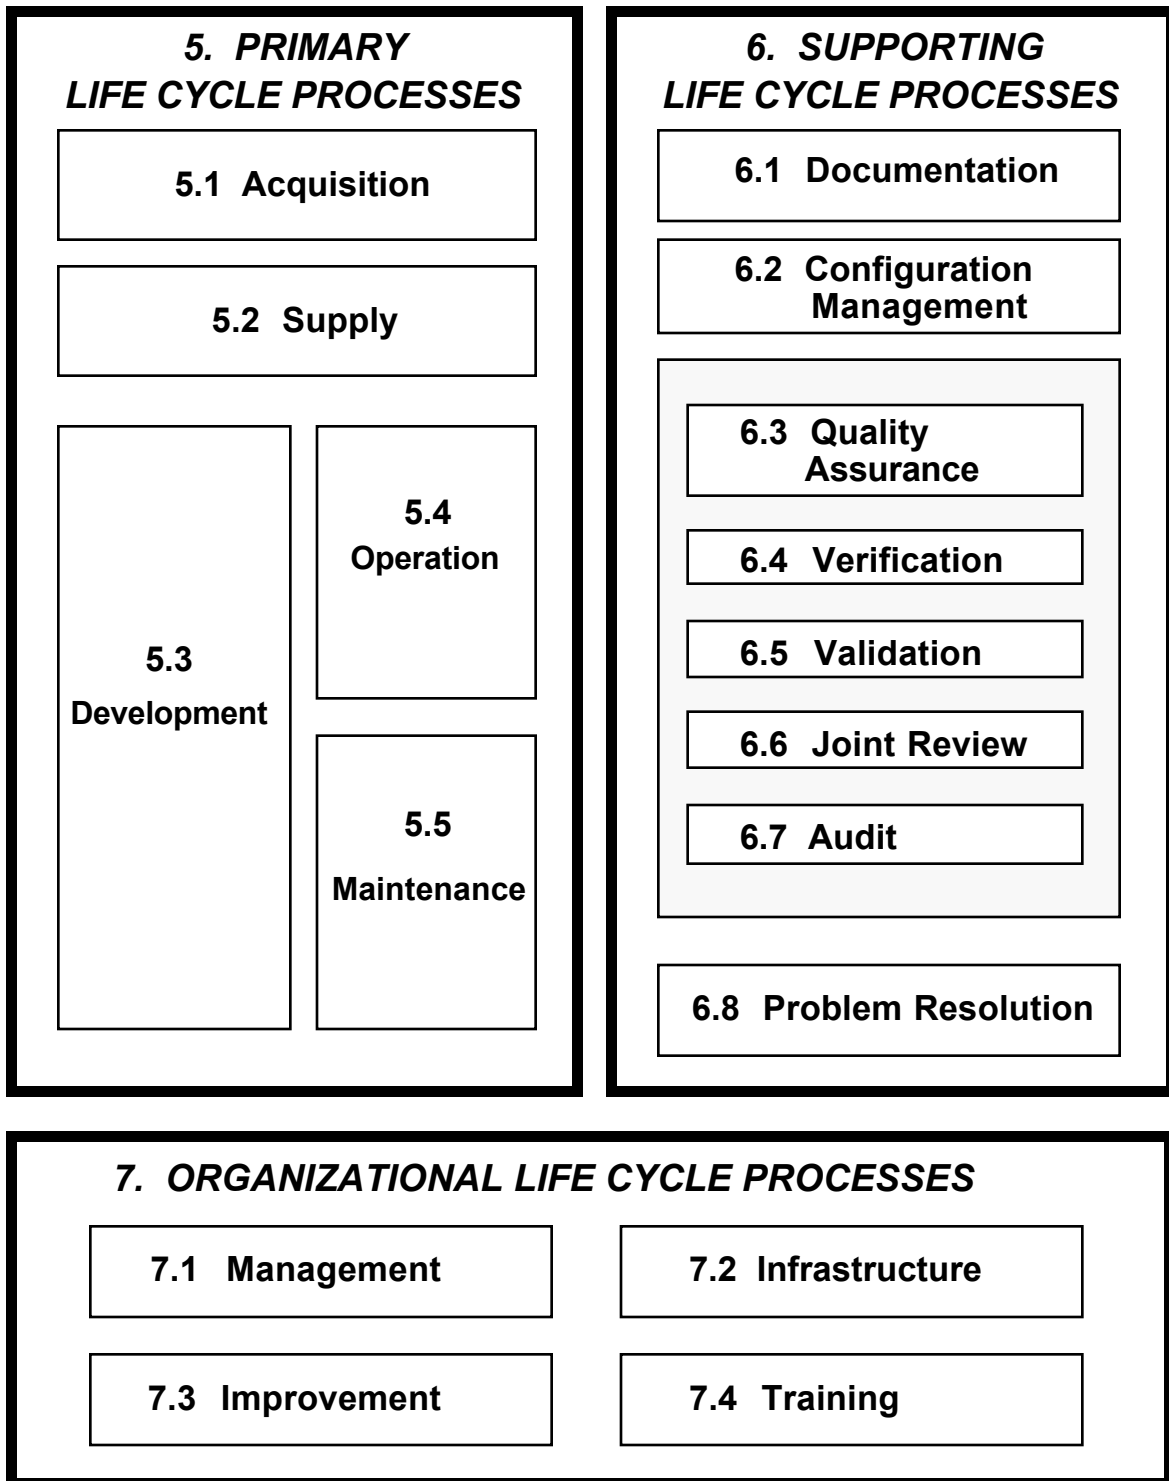 5. PRIMARY
LIFE CYCLE PROCESSES
5.1 Acquisition
5.2 Supply
5.3
Development
5.4
Operation
5.5
Maintenance
6. SUPPORTING
LIFE CYCLE PROCESSES
6.1 Documentation
6.2 Configuration
Management
6.3 Quality
Assurance
6.4 Verification
6.5 Validation
6.6 Joint Review
6.7 Audit
6.8 Problem Resolution
7. ORGANIZATIONAL LIFE CYCLE PROCESSES
7.1 Management
7.2 Infrastructure
7.3 Improvement
7.4 Training